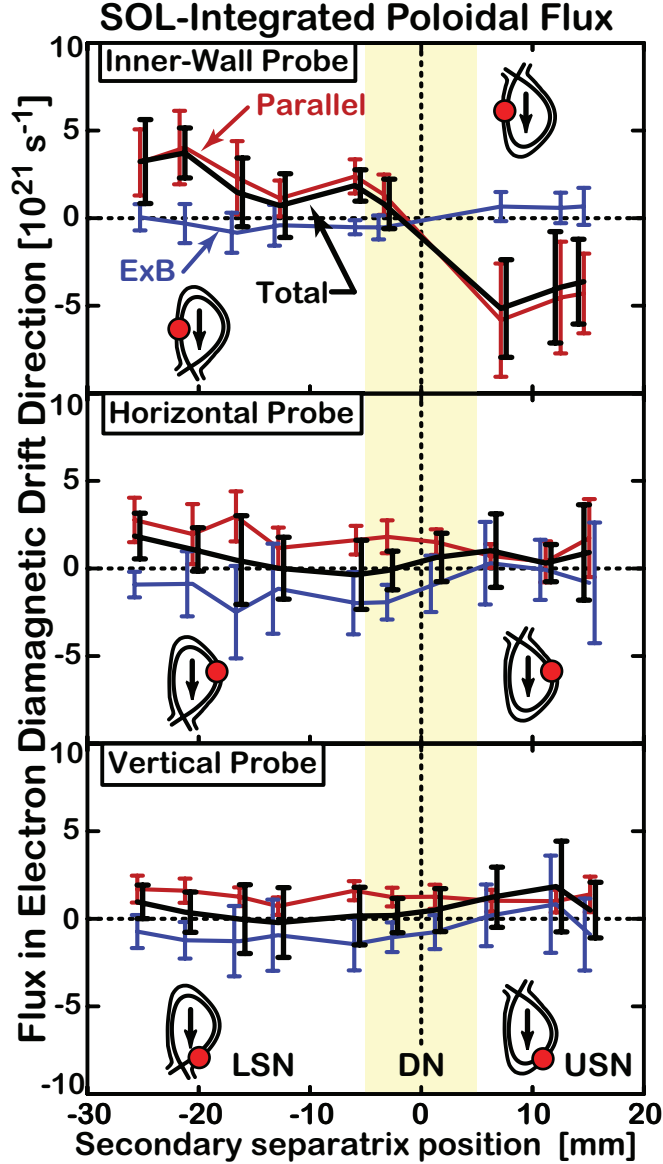 SOL-Integrated Poloidal Flux
Flux in Electron Diamagnetic Drift Direction [10²¹ s⁻¹]
10
Inner-Wall Probe
Parallel
5
0
ExB
Total
-5
10
Horizontal Probe
5
0
-5
10
Vertical Probe
5
0
-5
LSN
DN
USN
-10
-30
-20
-10
0
10
20
Secondary separatrix position [mm]